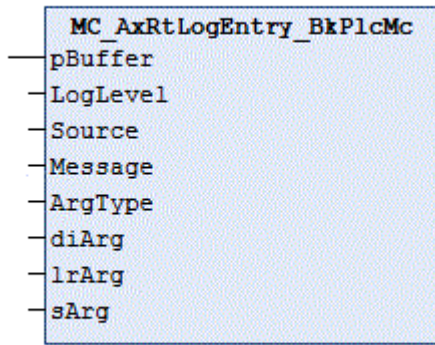 MC_AxRtLogEntry_BkPlcMc
pBuffer
LogLevel
Source
Message
ArgType
diArg
lrArg
sArg